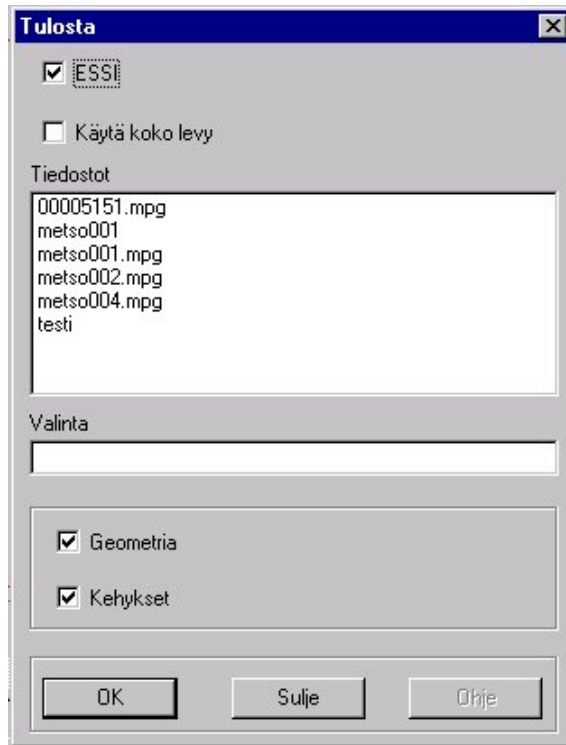 Tulosta
ESSI
Käytä koko levy
Tiedostot
00005151.mpg
metso001
metso001.mpg
metso002.mpg
metso004.mpg
testi
Valinta
Geometria
Kehykset
OK Sulje Ohje